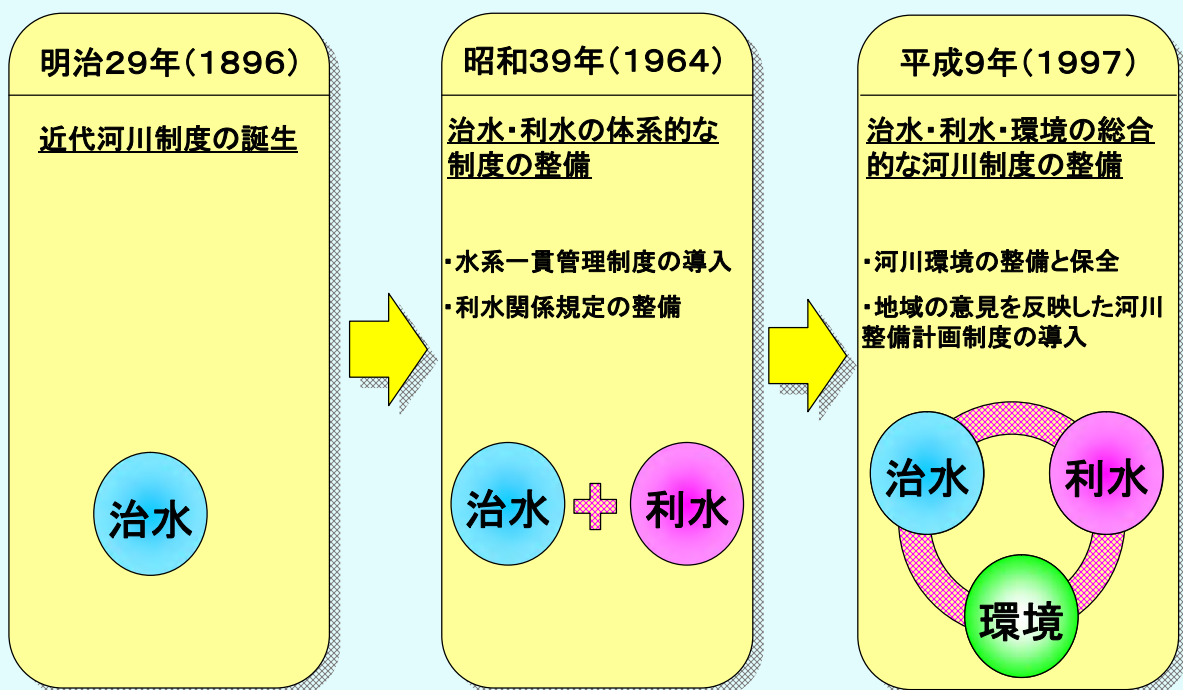 明治29年(1896)
近代河川制度の誕生
治水
昭和39年(1964)
治水・利水の体系的な
制度の整備
・水系一貫管理制度の導入
・利水関係規定の整備
治水
利水
平成9年(1997)
治水・利水・環境の総合
的な河川制度の整備
・河川環境の整備と保全
・地域の意見を反映した河川
整備計画制度の導入
治水
利水
環境